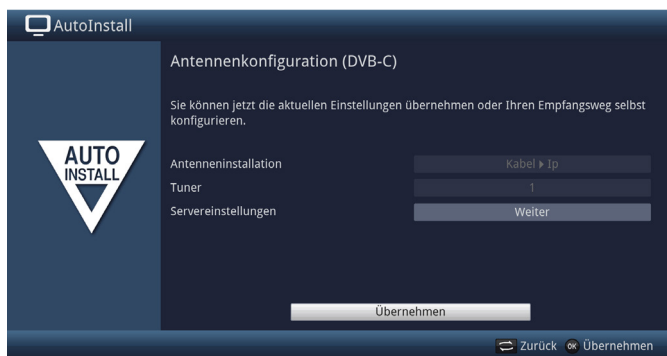 AutoInstall
Antennenkonfiguration (DVB-C)
Sie können jetzt die aktuellen Einstellungen übernehmen oder Ihren Empfangsweg selbst
konfigurieren.
AUTO
INSTALL
Antenneninstallation
Kabel ▸ Ip
Tuner
1
Servereinstellungen
Weiter
Übernehmen
Zurück OK Übernehmen